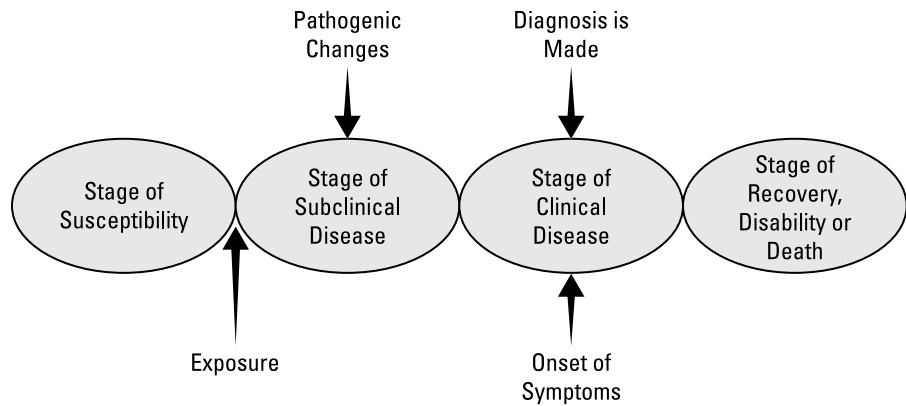 Pathogenic
Changes
Diagnosis is
Made
Stage of
Susceptibility
Stage of
Subclinical
Disease
Stage of
Clinical
Disease
Stage of
Recovery,
Disability or
Death
Exposure
Onset of
Symptoms